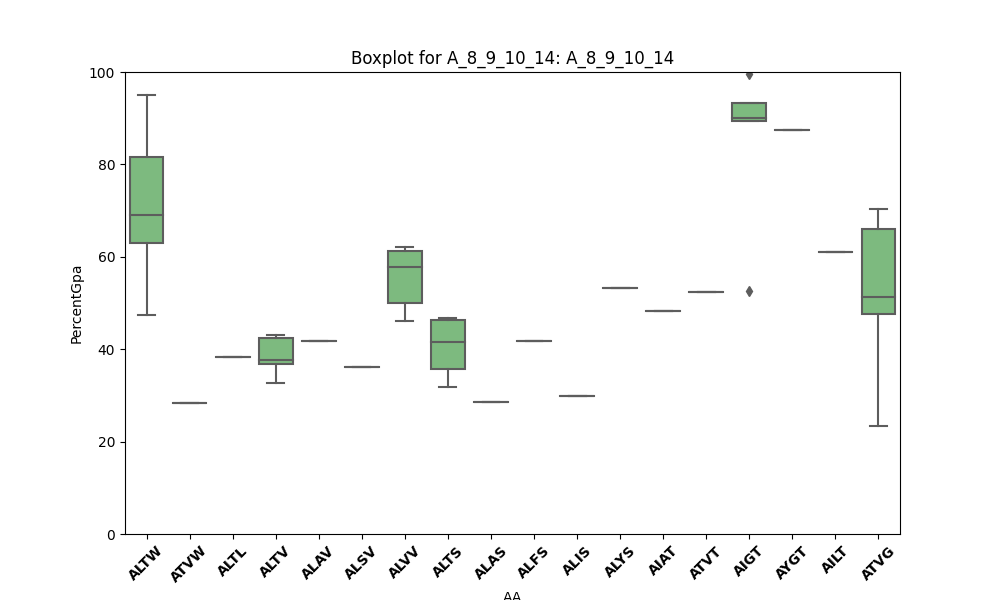 Boxplot for A_8_9_10_14: A_8_9_10_14
100
80
60
40
20
0
PercentGpa
ALTW ATVW ALTL ALTV ALAV ALSV ALVV ALTS ALAS ALFS ALIS ALYS AIAT ATVT AIGT AYGT AILT ATVG
AA